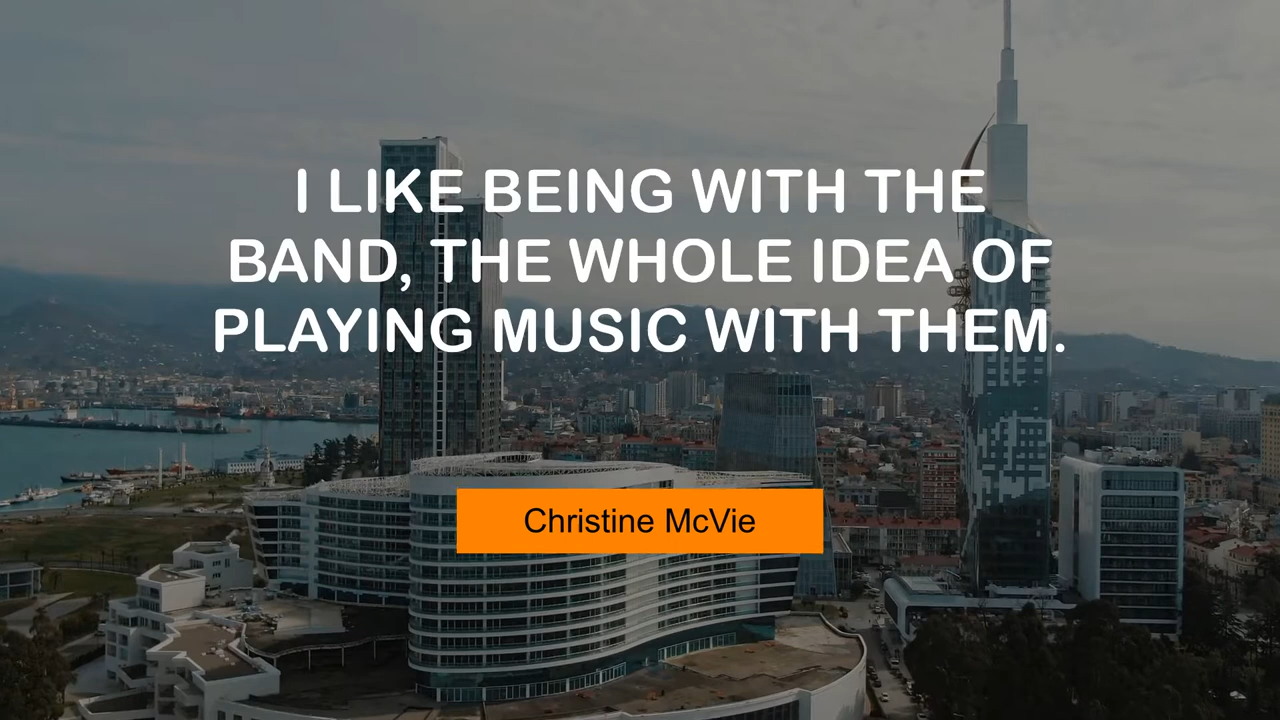 I LIKE BEING WITH THE
BAND, THE WHOLE IDEA OF
PLAYING MUSIC WITH THEM.
Christine McVie